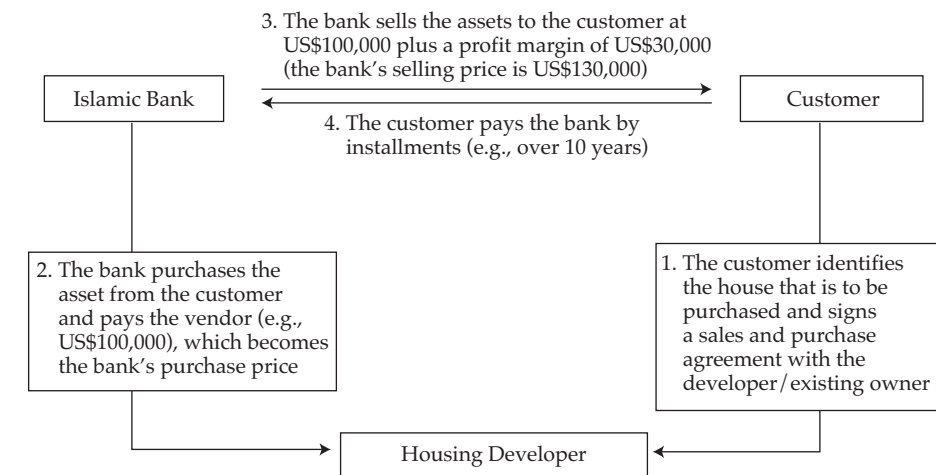 3. The bank sells the assets to the customer at
US$100,000 plus a profit margin of US$30,000
(the bank's selling price is US$130,000)
Islamic Bank
Customer
4. The customer pays the bank by
installments (e.g., over 10 years)
2. The bank purchases the
asset from the customer
and pays the vendor (e.g.,
US$100,000), which becomes
the bank's purchase price
1. The customer identifies
the house that is to be
purchased and signs
a sales and purchase
agreement with the
developer/existing owner
Housing Developer